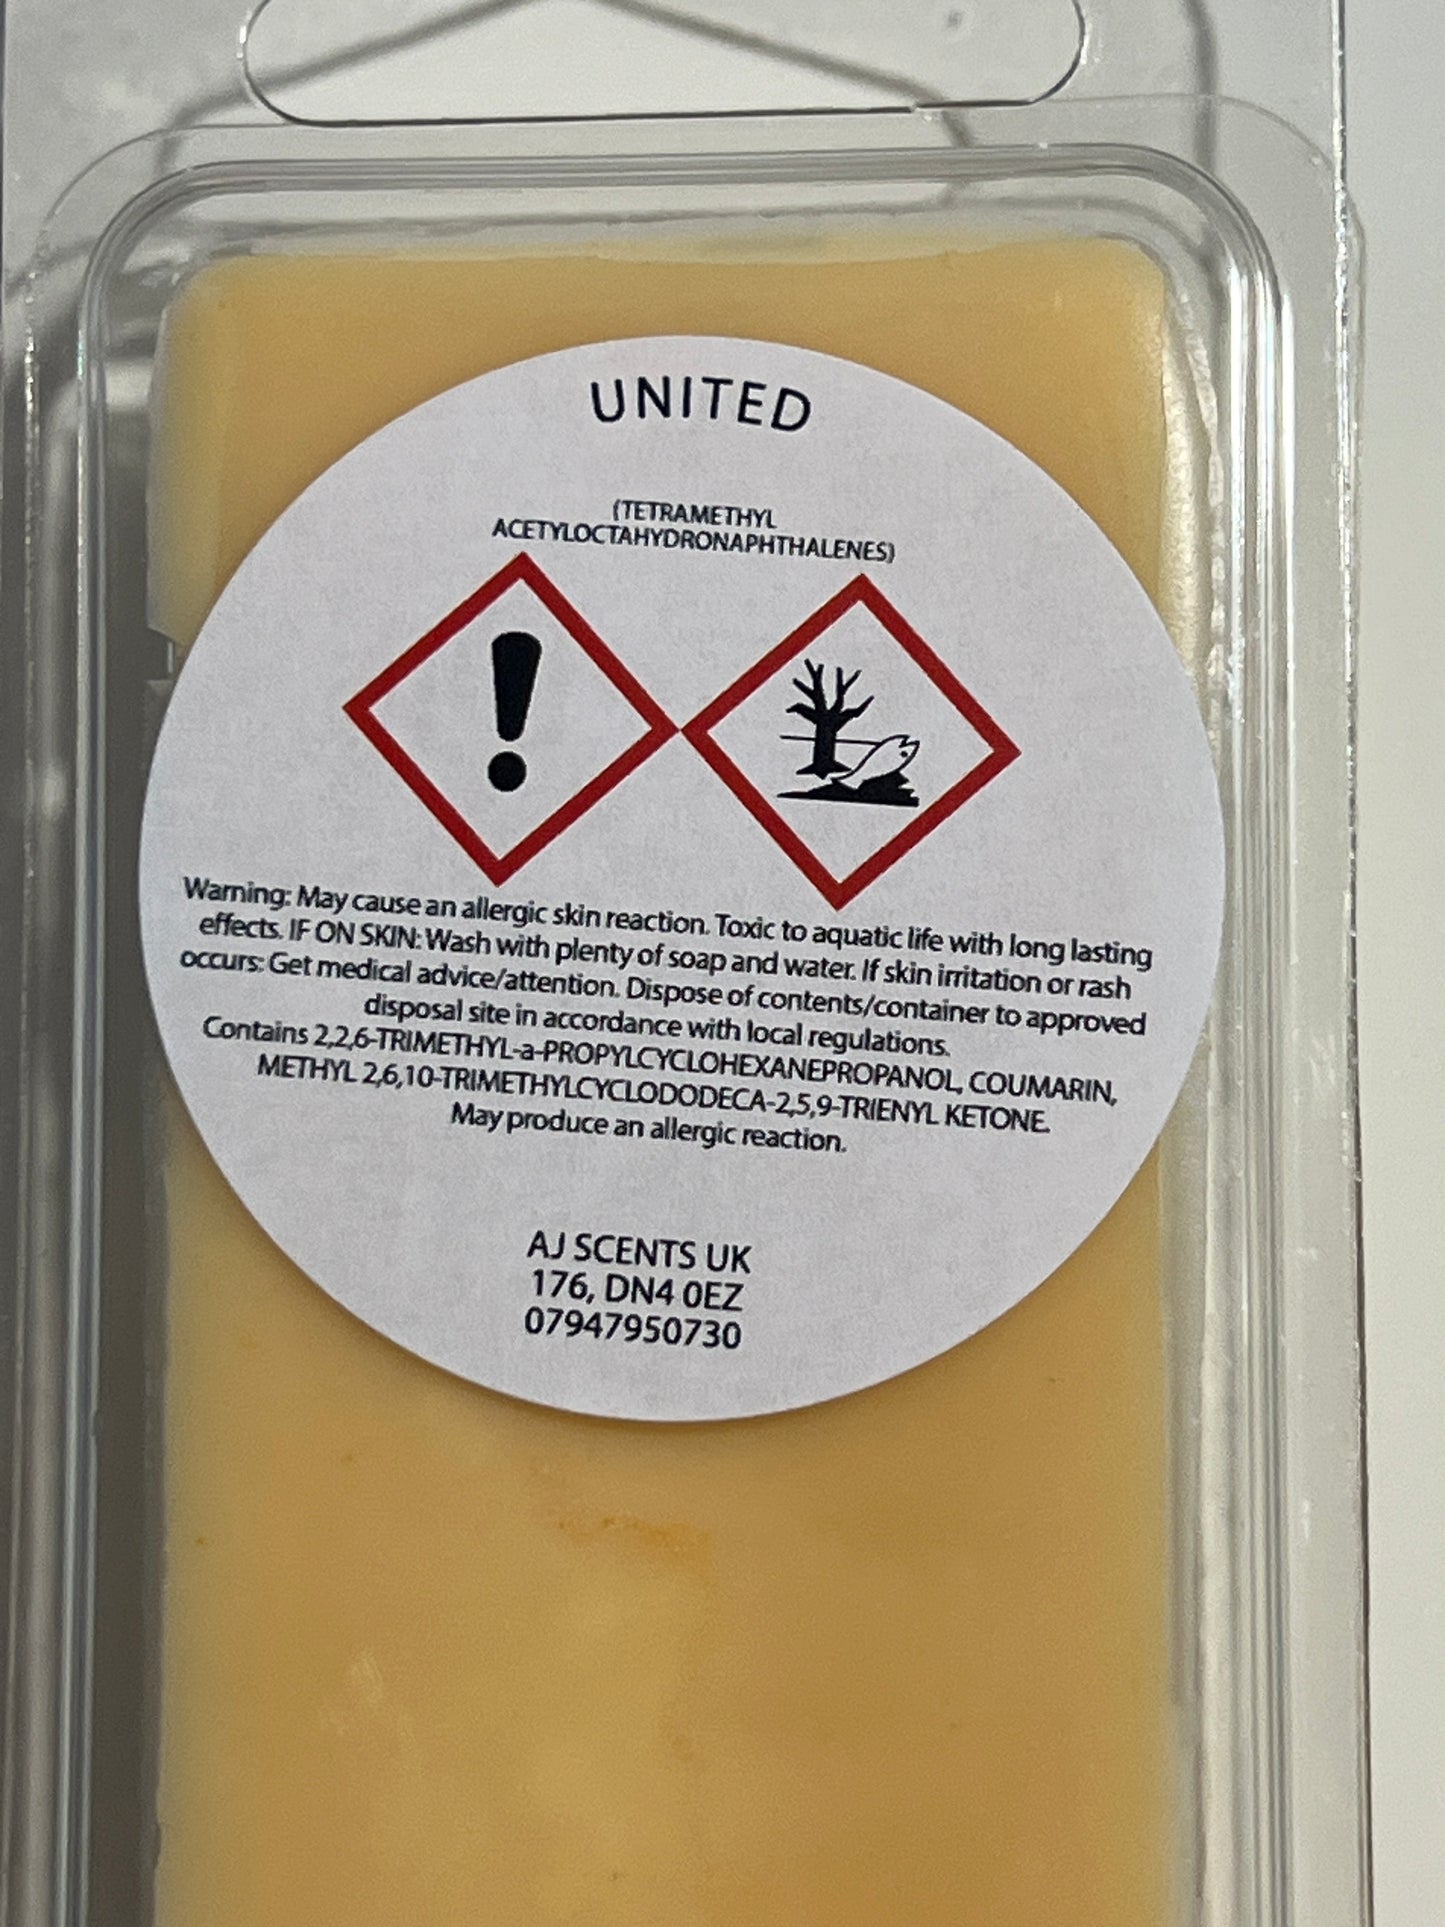 UNITED
(TETRAMETHYL
ACETYLOCTAHYDRONAPHTHALENES)
Warning: May cause an allergic skin reaction. Toxic to aquatic life with long lasting
effects. IF ON SKIN: Wash with plenty of soap and water. If skin irritation or rash
occurs: Get medical advice/attention. Dispose of contents/container to approved
disposal site in accordance with local regulations.
Contains 2,2,6-TRIMETHYL-a-PROPYLCYCLOHEXANEPROPANOL, COUMARIN,
METHYL 2,6,10-TRIMETHYLCYCLODODECA-2,5,9-TRIENYL KETONE.
May produce an allergic reaction.
AJ SCENTS UK
176, DN4 0EZ
07947950730